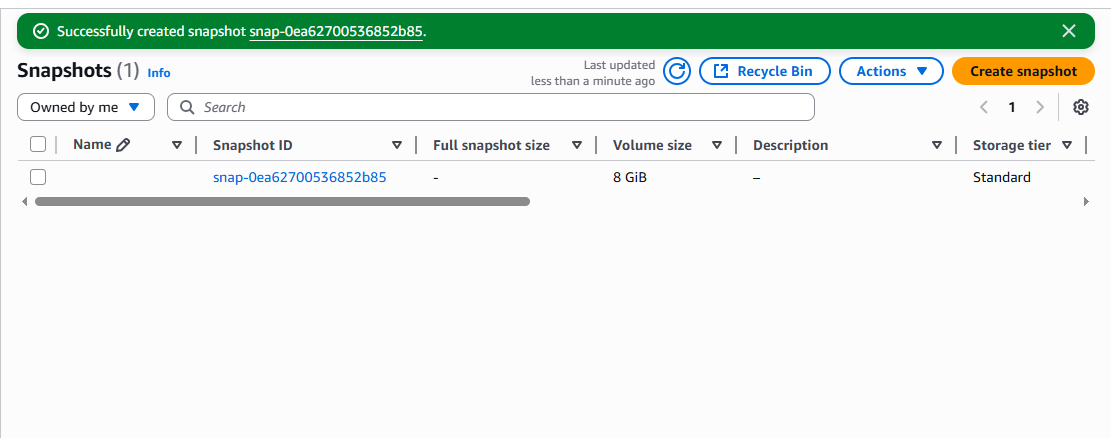 Successfully created snapshot snap-0ea62700536852b85.
Snapshots (1) Info
Last updated
less than a minute ago
Recycle Bin
Actions
Create snapshot
Owned by me
Search
1
Name
Snapshot ID
Full snapshot size
Volume size
Description
Storage tier
snap-0ea62700536852b85
-
8 GiB
–
Standard